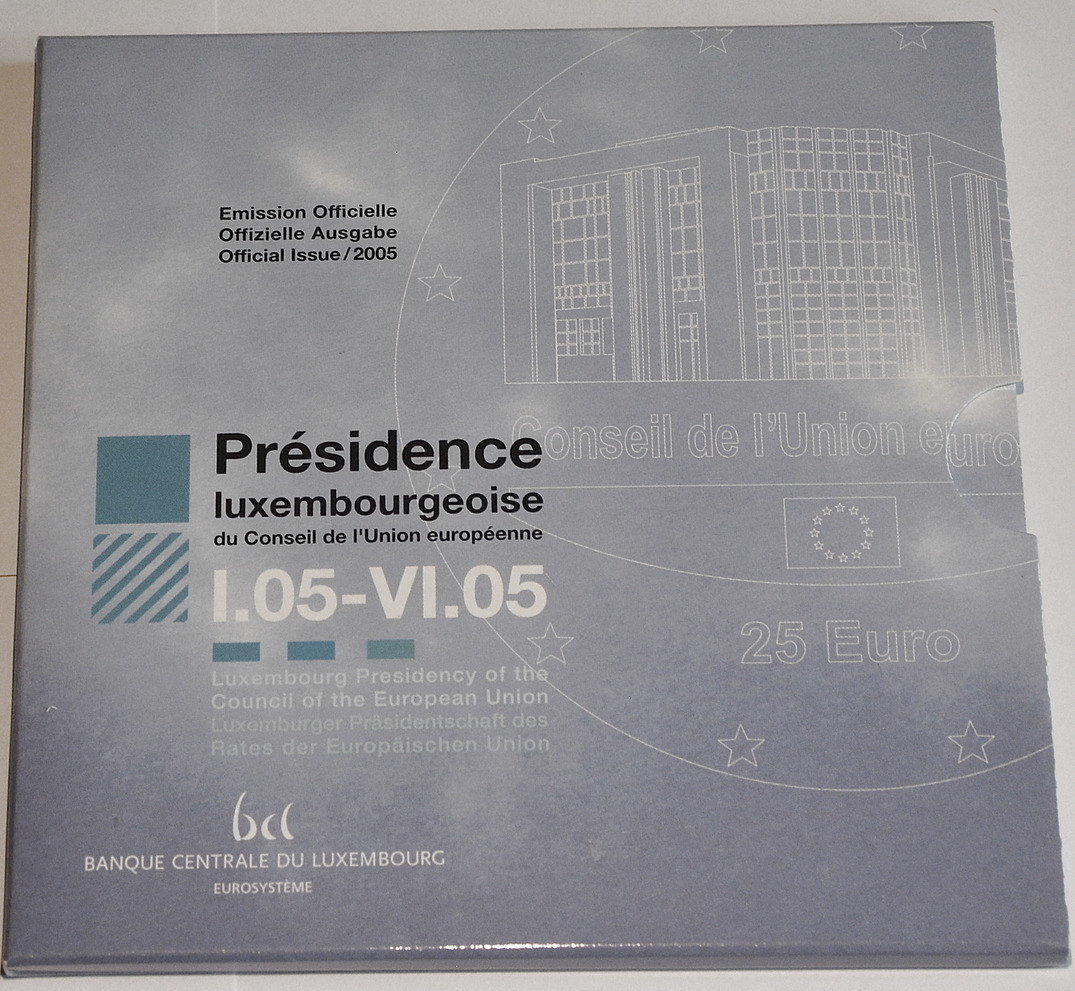 Emission Officielle
Offizielle Ausgabe
Official Issue/2005
Conseil de l'Union euro
Présidence
luxembourgeoise
du Conseil de l'Union européenne
I.05-VI.05
25 Euro
Luxembourg Presidency of the
Council of the European Union
Luxemburger Präsidentschaft des
Rates der Europäischen Union
bcl
BANQUE CENTRALE DU LUXEMBOURG
EUROSYSTÈME